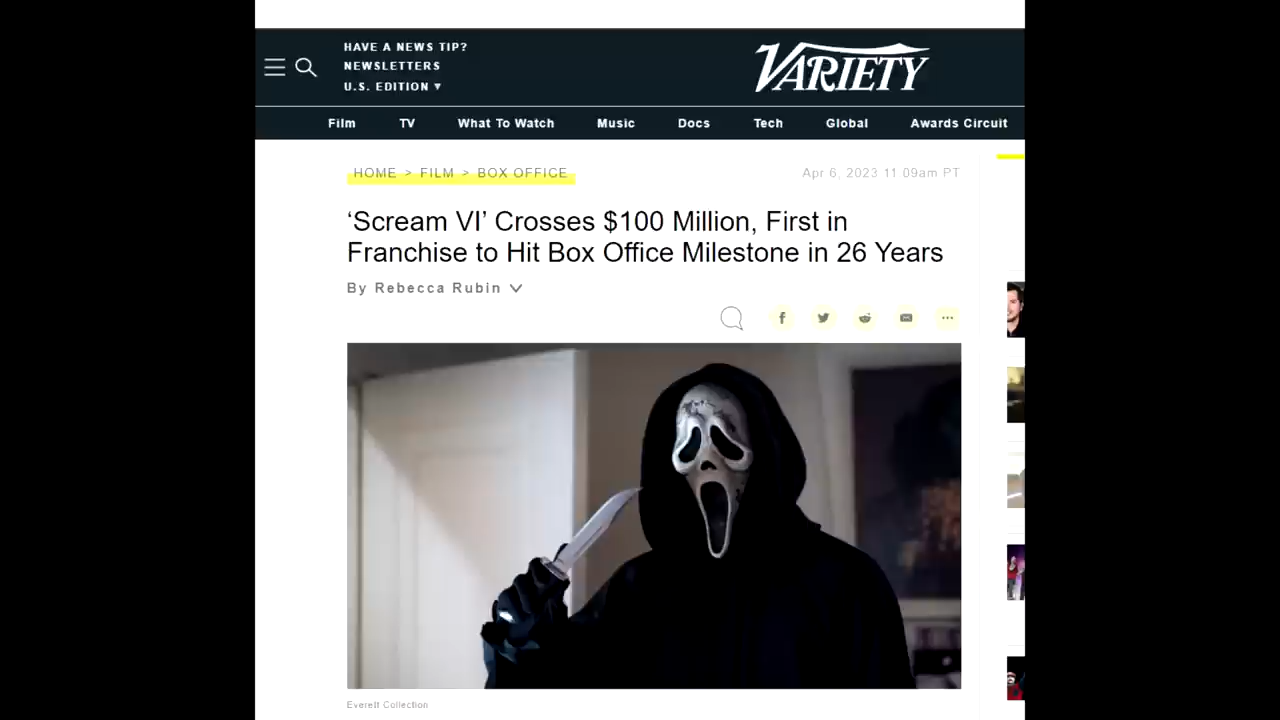 HAVE A NEWS TIP?
NEWSLETTERS
U.S. EDITION ▾
VARIETY
Film TV What To Watch Music Docs Tech Global Awards Circuit
HOME > FILM > BOX OFFICE
Apr 6, 2023 11 09am PT
‘Scream VI’ Crosses $100 Million, First in
Franchise to Hit Box Office Milestone in 26 Years
By Rebecca Rubin
Everett Collection